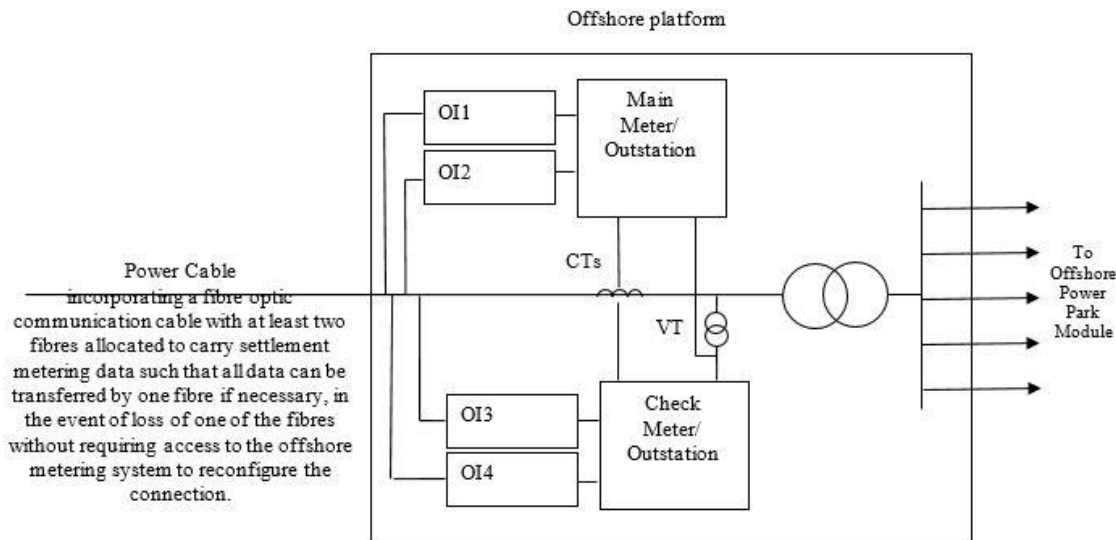 Offshore platform
OI1
OI2
Main
Meter/
Outstation
CTs
VT
Power Cable
incorporating a fibre optic
communication cable with at least two
fibres allocated to carry settlement
metering data such that all data can be
transferred by one fibre if necessary, in
the event of loss of one of the fibres
without requiring access to the offshore
metering system to reconfigure the
connection.
OI3
OI4
Check
Meter/
Outstation
To
Offshore
Power
Park
Module